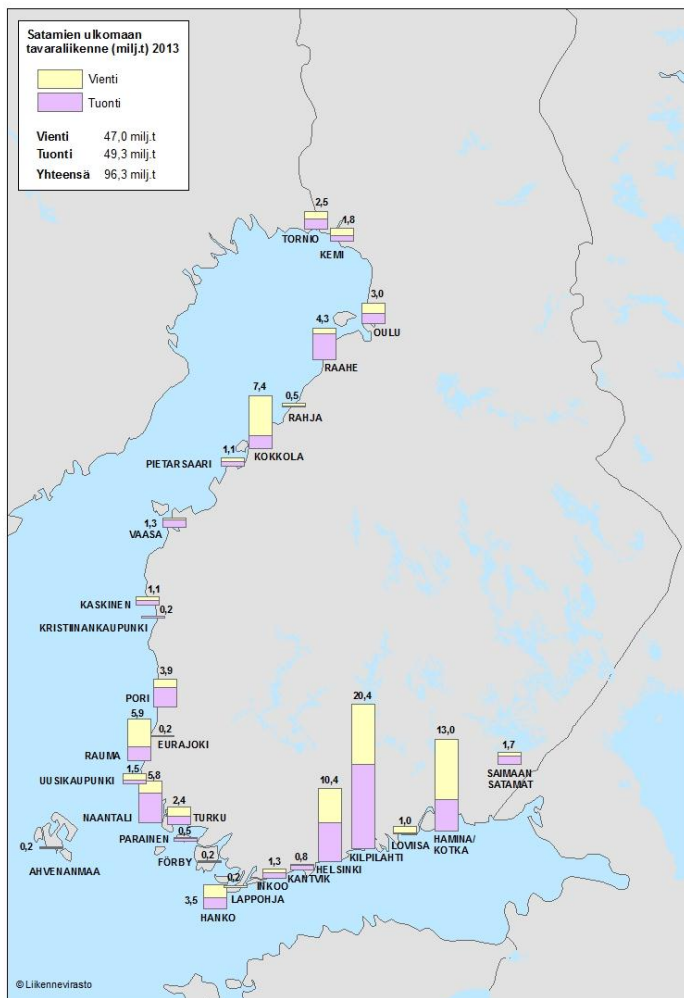 Satamien ulkomaan
tavaraliikenne (milj.t) 2013
Vienti
Tuonti
Vienti 47,0 milj.t
Tuonti 49,3 milj.t
Yhteensä 96,3 milj.t
2,5
TORNIO
1,8
KEMI
3,0
OULU
4,3
RAAHE
7,4
KOKKOLA
0,5
RAHJA
1,1
PIETARSAARI
1,3
VAASA
1,1
KASKINEN
0,2
KRISTIINANKAUPUNKI
3,9
PORI
5,9
RAUMA
0,2
EURAJOKI
1,5
UUSIKAUPUNKI
5,8
NAANTALI
2,4
TURKU
0,5
PARAINEN
0,2
FÖRBY
0,2
AHVENANMAA
3,5
HANKO
0,2
LAPPOHJA
1,3
INKOO
0,8
KANTVIK
10,4
HELSINKI
20,4
KILPILAHTI
1,0
LOVIISA
13,0
HAMINA/
KOTKA
1,7
SAIMAAN
SATAMAT
© Liikennevirasto